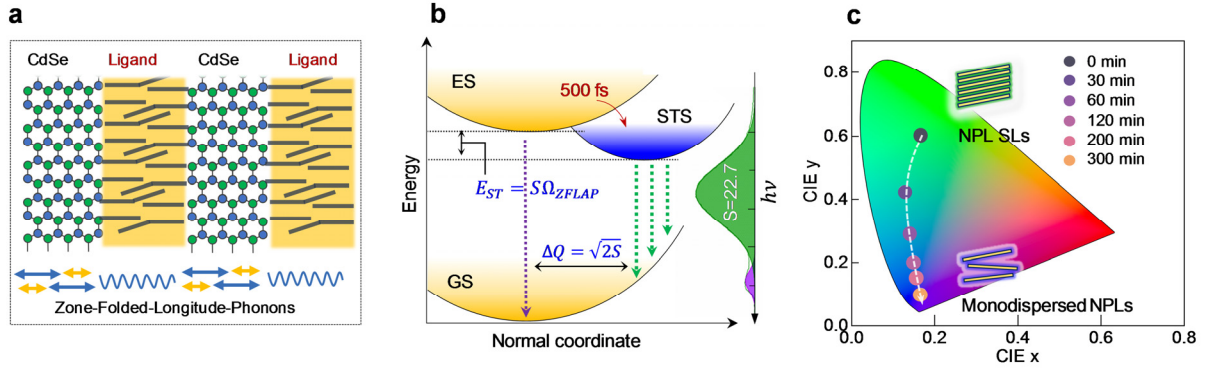 a
CdSe
Ligand
CdSe
Ligand
Zone-Folded-Longitude-Phonons
b
Energy
ES
500 fs
STS
E_ST = SΩ_ZFLAP
ΔQ = √2S
GS
S=22.7
hν
Normal coordinate
c
CIE y
0.8
0.6
0.4
0.2
0.0
0.0
0.2
0.4
0.6
0.8
CIE x
NPL SLs
Monodispersed NPLs
0 min
30 min
60 min
120 min
200 min
300 min